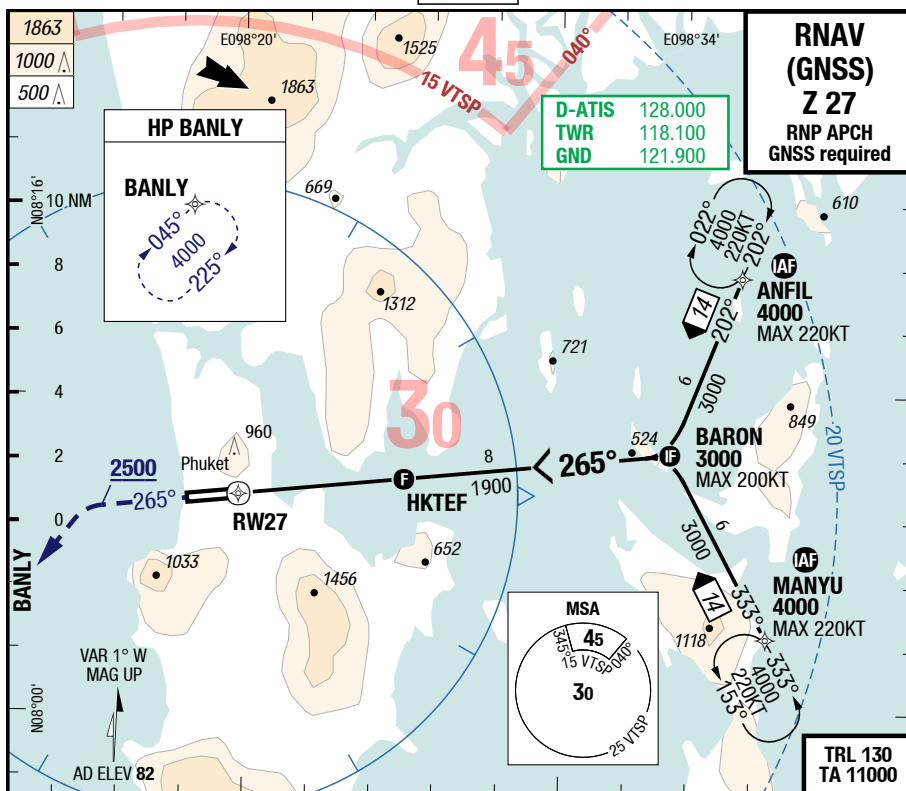 1863
1000
500
E098°20'
1525
45
040°
15 VTSP
1863
E098°34'
RNAV
(GNSS)
Z 27
RNP APCH
GNSS required
D-ATIS 128.000
TWR 118.100
GND 121.900
HP BANLY
BANLY
045°
4000
225°
N08°16'
10 NM
8
6
4
2
0
669
1312
30
721
610
022°
4000
220KT
202°
IAF
ANFIL
4000
MAX 220KT
14
202°
6
3000
849
20 VTSP
524
IF
BARON
3000
MAX 200KT
960
Phuket
2500
265°
BANLY
RW27
F
HKTEF
8
1900
265°
652
1033
1456
6
3000
IAF
MANYU
4000
MAX 220KT
14
333°
1118
333°
4000
220KT
153°
MSA
345°
45
15 VTSP
040°
30
25 VTSP
VAR 1° W
MAG UP
N08°00'
AD ELEV 82
TRL 130
TA 11000